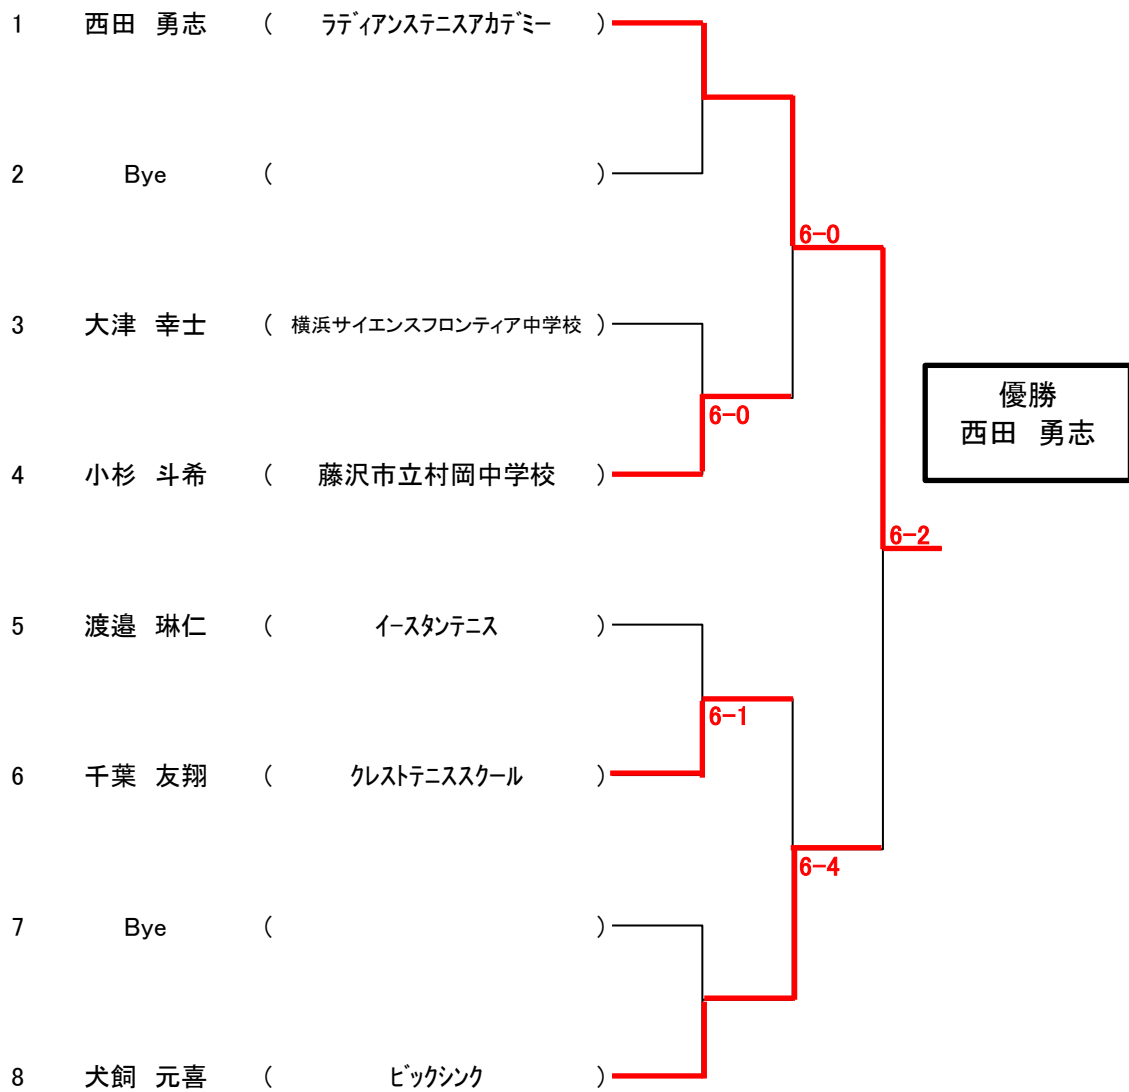 1 西田 勇志 ( ﾗﾃﾞｨｱﾝｽﾃﾆｽｱｶﾃﾞﾐｰ )
2 Bye ( )
6-0
3 大津 幸士 ( 横浜サイエンスフロンティア中学校 )
優勝
西田 勇志
6-0
4 小杉 斗希 ( 藤沢市立村岡中学校 )
6-2
5 渡邉 琳仁 ( ｲｰｽﾀﾝﾃﾆｽ )
6-1
6 千葉 友翔 ( ｸﾚｽﾄﾃﾆｽｽｸｰﾙ )
6-4
7 Bye ( )
8 犬飼 元喜 ( ﾋﾞｯｸｼﾝｸ )